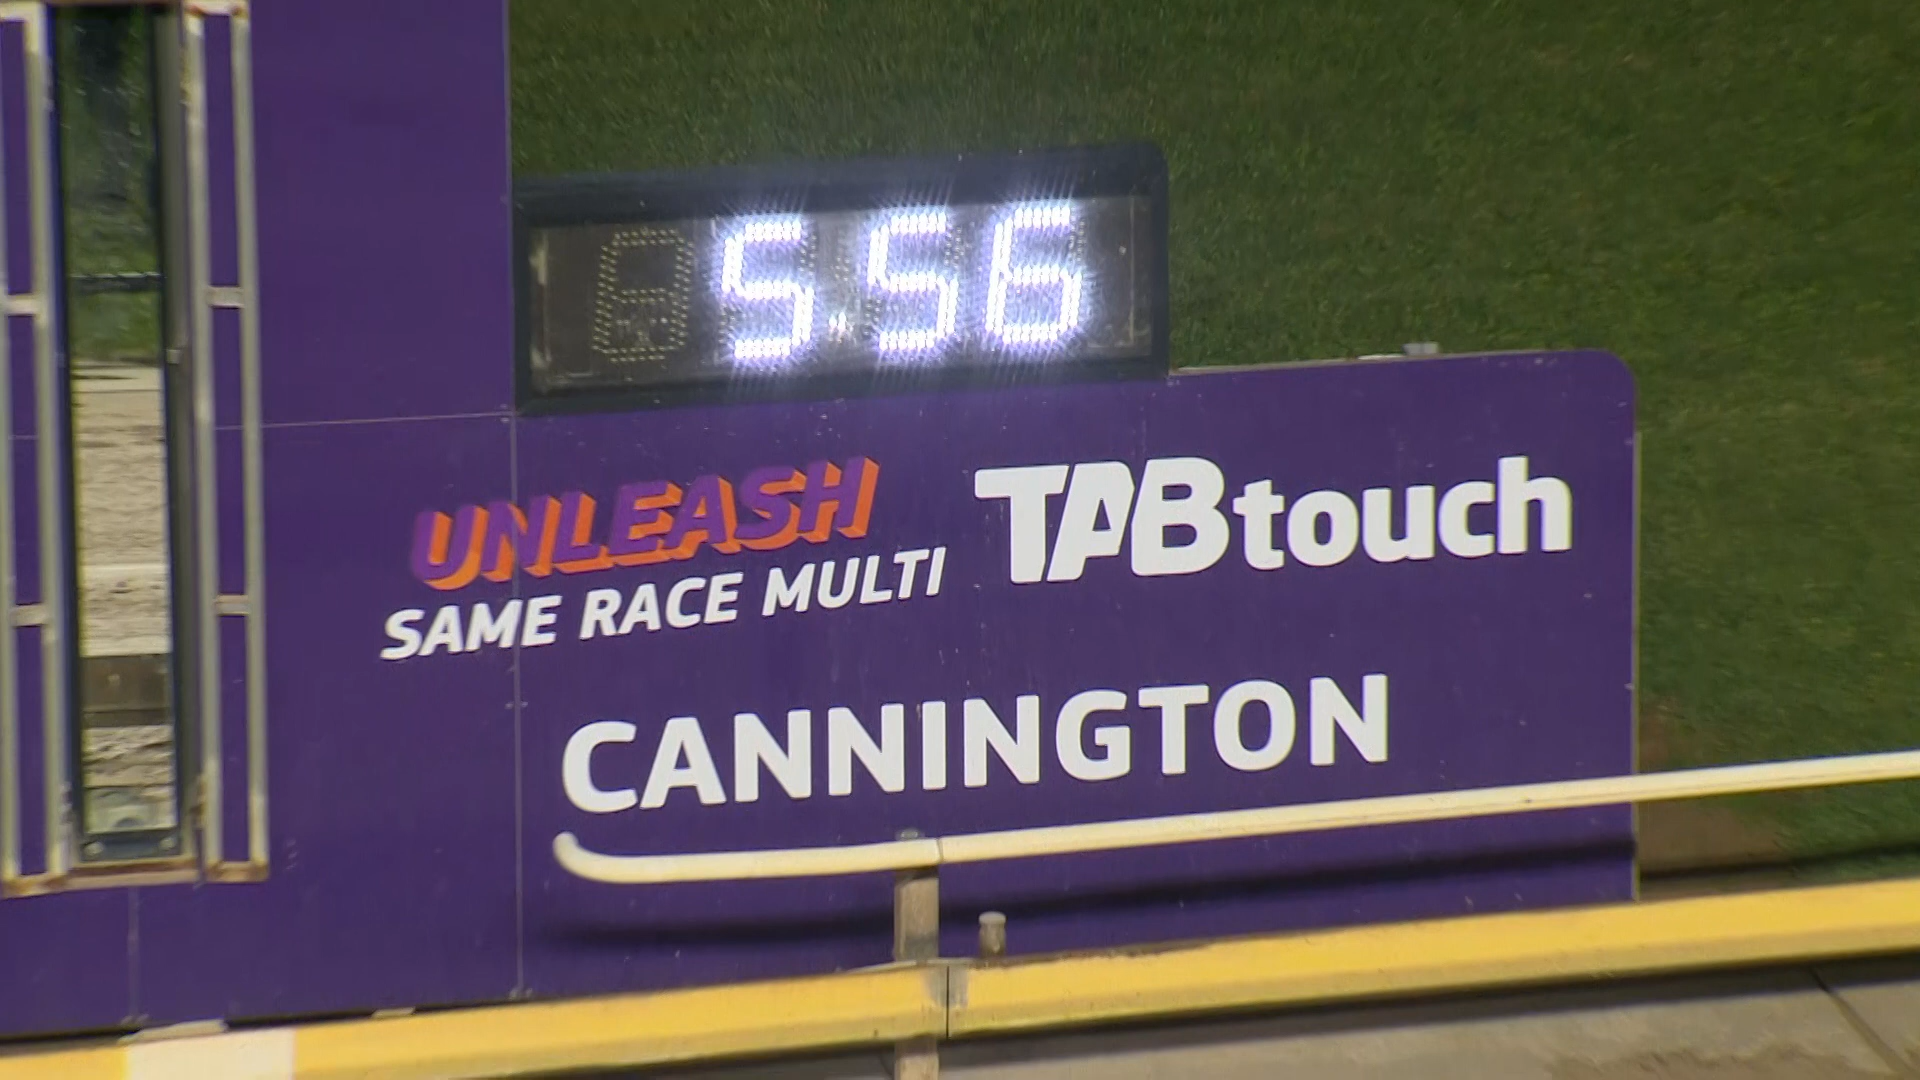 5.56
UNLEASH
SAME RACE MULTI
TABtouch
CANNINGTON